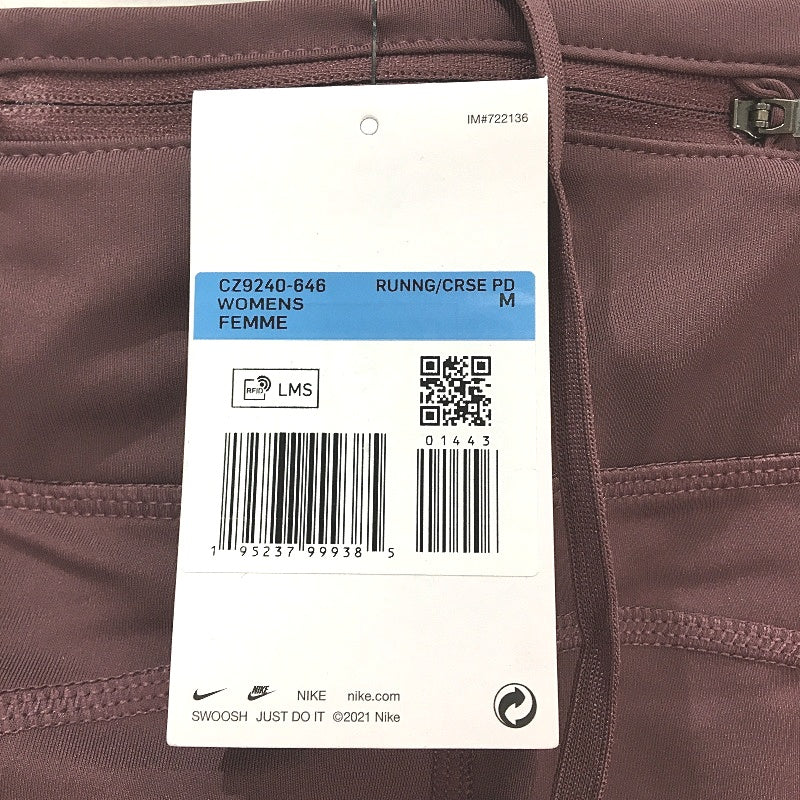 IM#722136
CZ9240-646 RUNNG/CRSE PD
WOMENS M
FEMME
RFID LMS
01443
1 95237 99938 5
NIKE NIKE nike.com
SWOOSH JUST DO IT ©2021 Nike